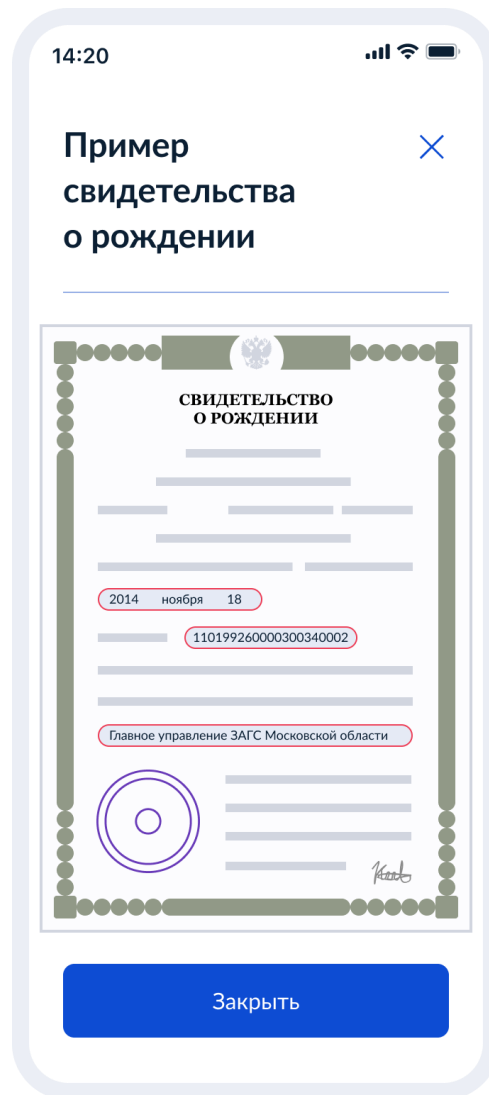 14:20
Пример
свидетельства
о рождении
СВИДЕТЕЛЬСТВО
О РОЖДЕНИИ
2014 ноября 18
110199260000300340002
Главное управление ЗАГС Московской области
Закрыть